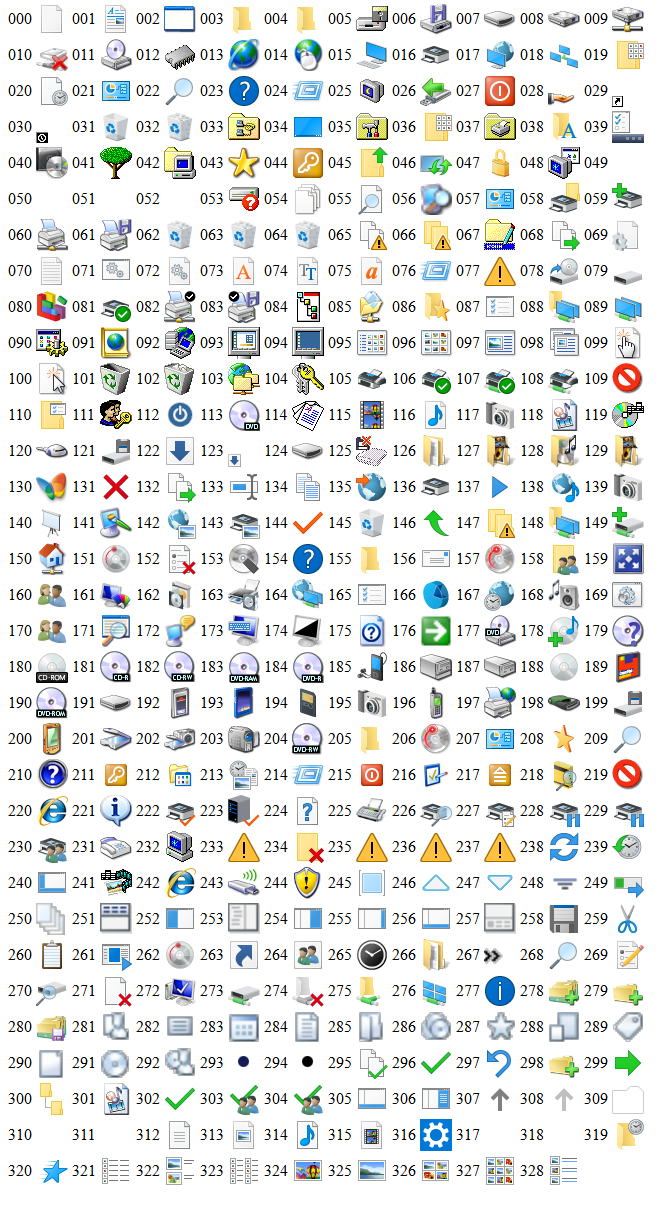 000 001 002 003 004 005 006 007 008 009
010 011 012 013 014 015 016 017 018 019
020 021 022 023 024 025 026 027 028 029
030 031 032 033 034 035 036 037 038 A 039
040 041 042 043 044 045 046 047 048 049
050 051 052 053 ? 054 055 056 057 058 059
060 061 062 063 064 065 066 067 068 069
070 071 072 073 A 074 TT 075 a 076 077 078 079
080 081 082 083 084 085 086 087 088 089
090 091 092 093 094 095 096 097 098 099
100 101 102 103 104 105 106 107 108 109
110 111 112 113 DVD 114 115 116 117 118 119
120 121 122 123 124 125 126 127 128 129
130 131 132 133 134 135 136 137 138 139
140 141 142 143 144 145 146 147 148 149
150 151 152 153 154 ? 155 156 157 158 159
160 161 162 163 164 165 166 167 168 169
170 171 172 173 174 175 ? 176 177 DVD 178 179 ?
180 CD-ROM 181 CD-R 182 CD-RW 183 DVD-RAM 184 DVD-R 185 186 187 188 189
190 DVD-ROM 191 192 193 194 195 196 197 198 199
200 201 202 203 204 DVD-RW 205 206 207 208 209
210 ? 211 212 213 214 215 216 217 218 219
220 221 i 222 223 224 ? 225 226 227 228 229
230 231 232 233 234 235 236 237 238 239
240 241 242 243 244 245 246 247 248 249
250 251 252 253 254 255 256 257 258 259
260 261 262 263 264 265 266 267 268 269
270 271 272 273 274 275 276 277 i 278 279
280 281 282 283 284 285 286 287 288 289
290 291 292 293 294 295 296 297 298 299
300 301 302 303 304 305 306 307 308 309
310 311 312 313 314 315 316 317 318 319
320 321 322 323 324 325 326 327 328